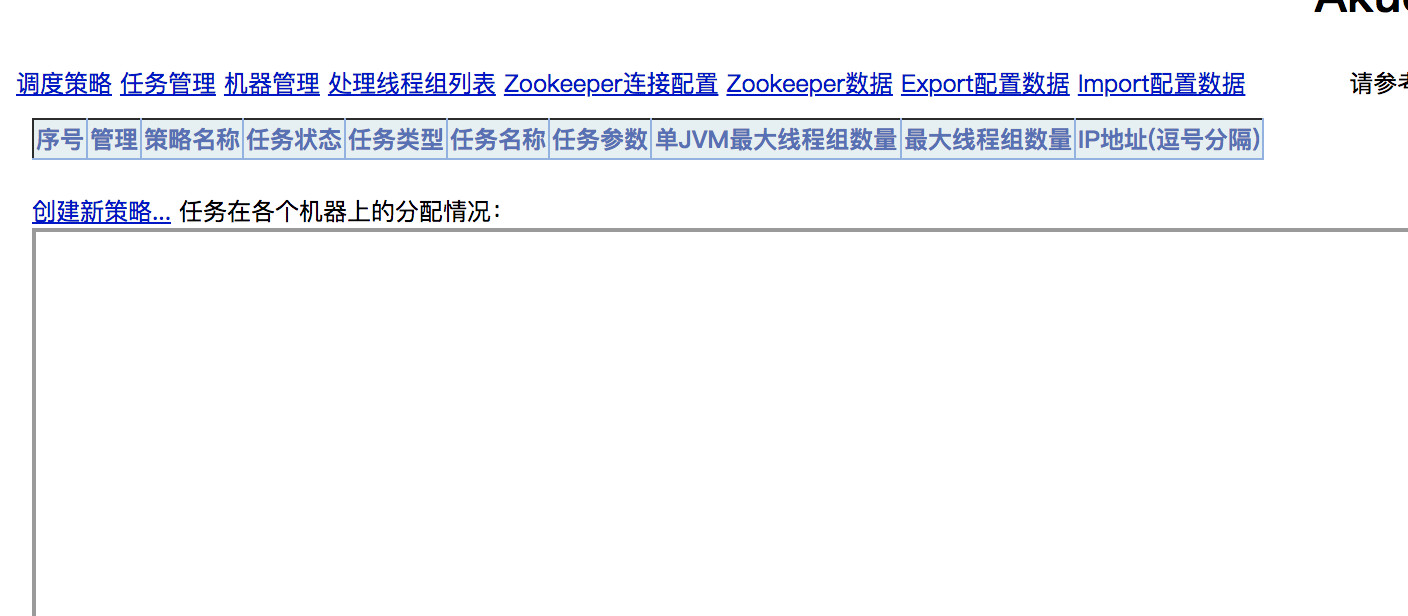 调度策略 任务管理 机器管理 处理线程组列表 Zookeeper连接配置 Zookeeper数据 Export配置数据 Import配置数据 请参
序号 管理 策略名称 任务状态 任务类型 任务名称 任务参数 单JVM最大线程组数量 最大线程组数量 IP地址(逗号分隔)
创建新策略... 任务在各个机器上的分配情况：